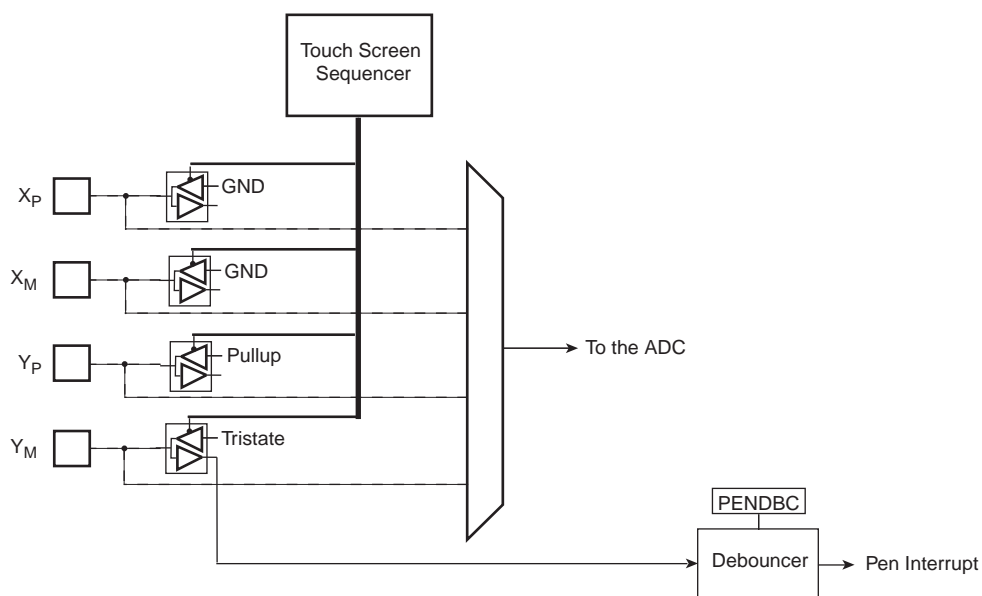 Touch Screen
Sequencer
XP
GND
XM
GND
YP
Pullup
To the ADC
YM
Tristate
PENDBC
Debouncer
Pen Interrupt